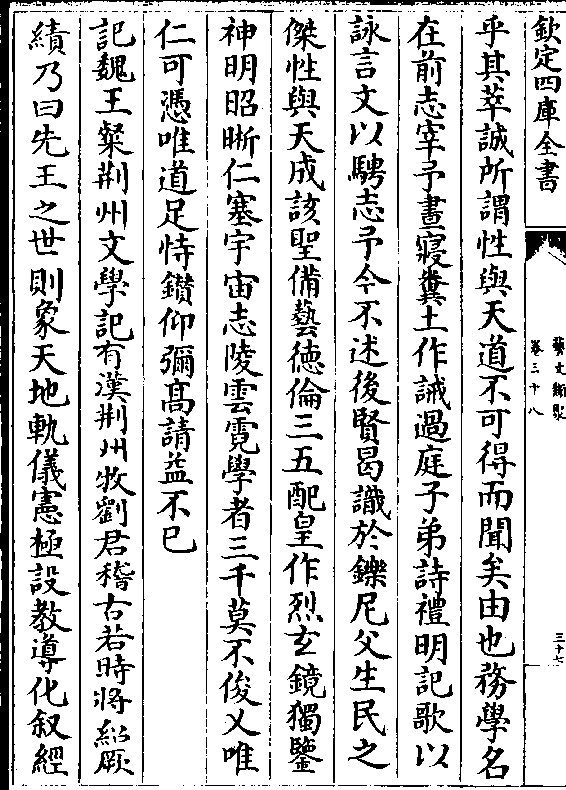 欽定四庫全書
藝文類聚
卷三十八
三十七
乎其萃誠所謂性與天道不可得而聞矣由也務學名
在前志宰予晝寢糞土作誡過庭子弟詩禮明記歌以
詠言文以騁志予今不述後賢曷識於鑠尼父生民之
傑性與天成該聖備藝德倫三五配皇作烈玄鏡獨鑒
神明昭晰仁塞宇宙志陵雲霓學者三千莫不俊乂唯
仁可憑唯道足恃鑚仰彌髙請益不已
記魏王粲荆州文學記有漢荆州牧劉君稽古若時將紹厥
績乃曰先王之世則象天地軌儀憲極設教導化叙經